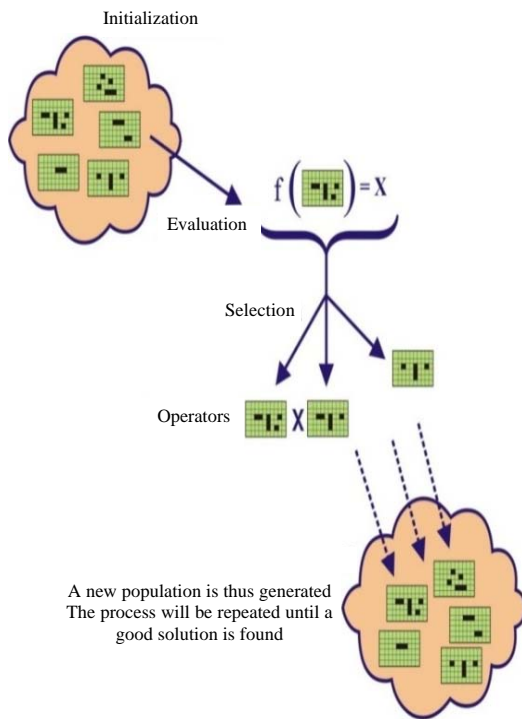 Initialization
f ( ) = X
Evaluation
Selection
Operators
X
A new population is thus generated
The process will be repeated until a
good solution is found